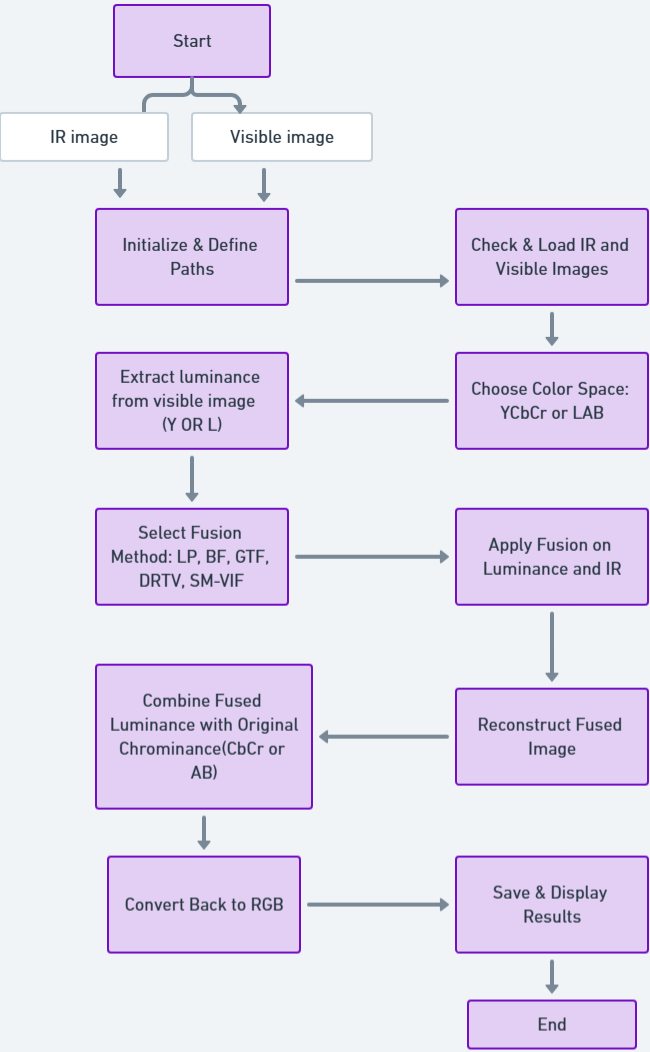 Start
IR image
Visible image
Initialize & Define
Paths
Check & Load IR and
Visible Images
Choose Color Space:
YCbCr or LAB
Extract luminance
from visible image
(Y OR L)
Select Fusion
Method: LP, BF, GTF,
DRTV, SM-VIF
Apply Fusion on
Luminance and IR
Reconstruct Fused
Image
Combine Fused
Luminance with Original
Chrominance(CbCr or
AB)
Convert Back to RGB
Save & Display
Results
End